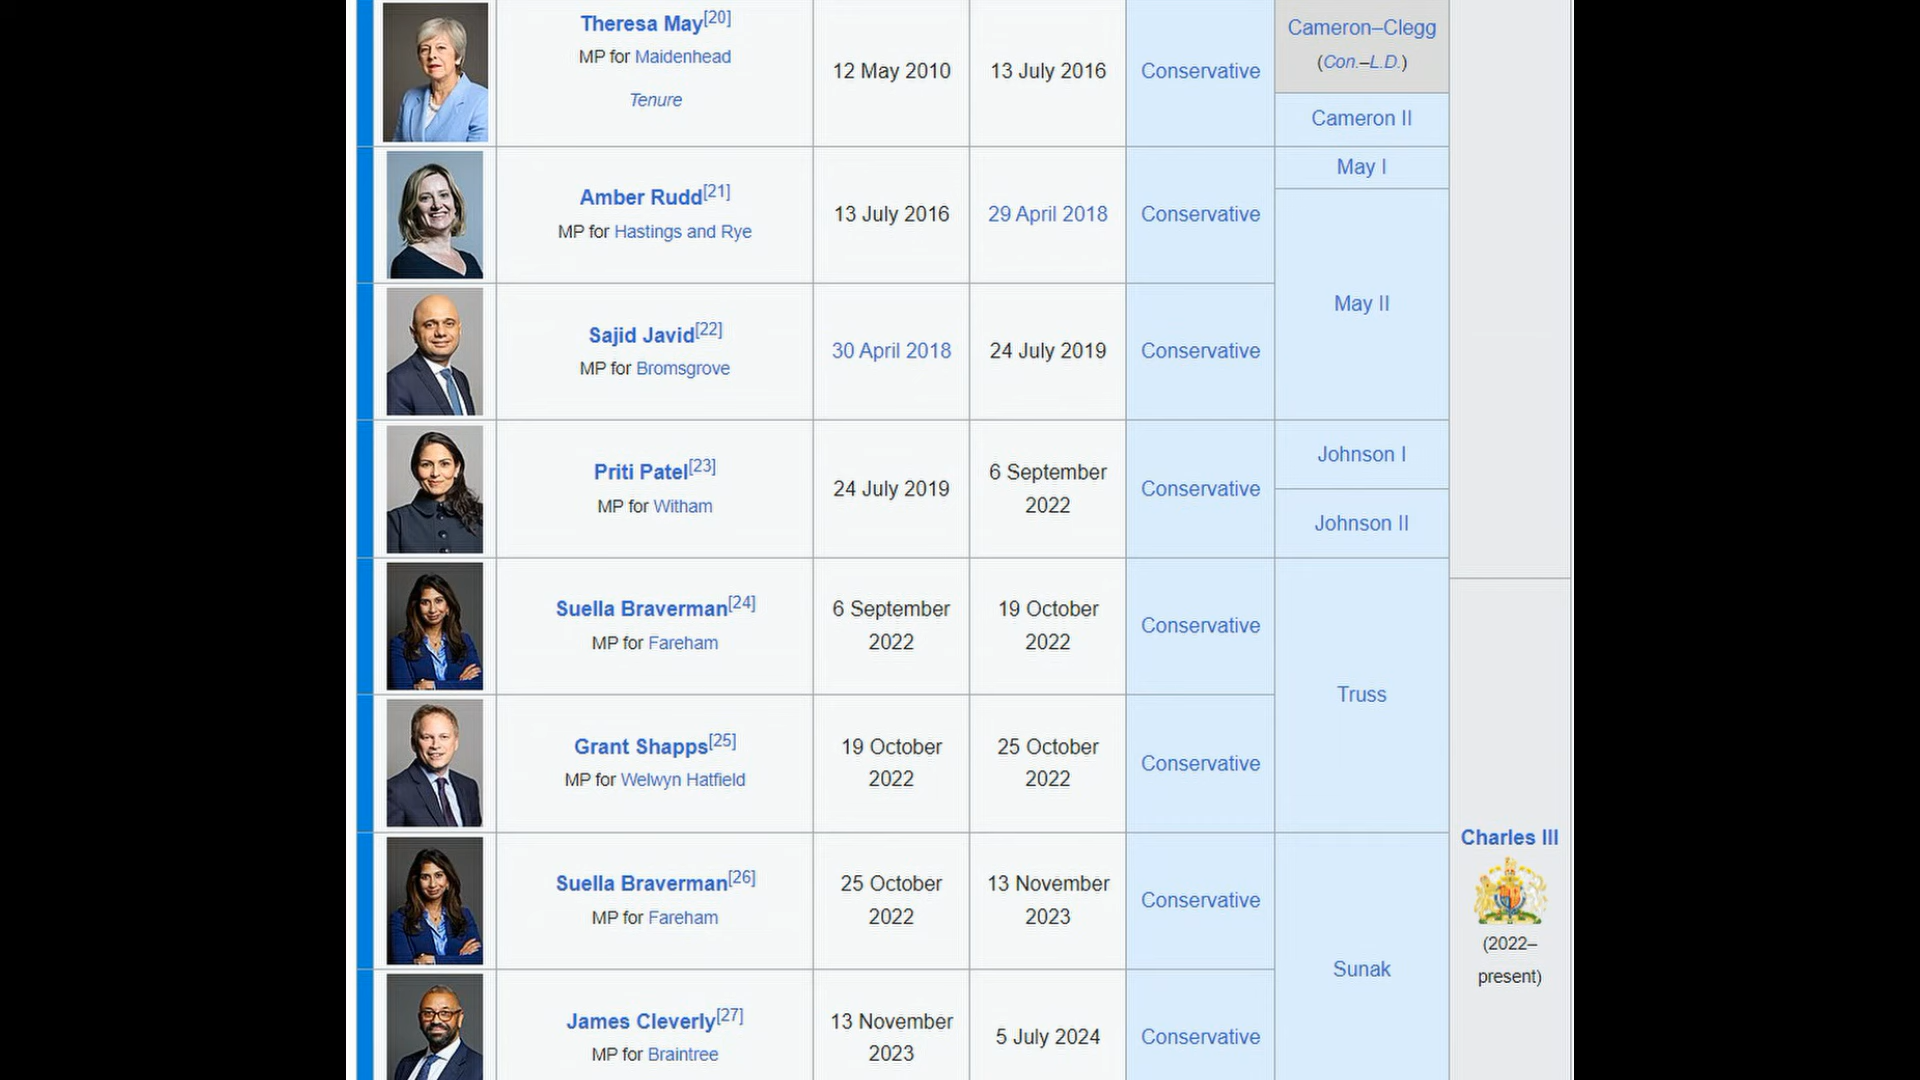 Theresa May[20]
MP for Maidenhead
Tenure
12 May 2010
13 July 2016
Conservative
Cameron–Clegg
(Con.–L.D.)
Cameron II
Amber Rudd[21]
MP for Hastings and Rye
13 July 2016
29 April 2018
Conservative
May I
May II
Sajid Javid[22]
MP for Bromsgrove
30 April 2018
24 July 2019
Conservative
Priti Patel[23]
MP for Witham
24 July 2019
6 September
2022
Conservative
Johnson I
Johnson II
Suella Braverman[24]
MP for Fareham
6 September
2022
19 October
2022
Conservative
Truss
Grant Shapps[25]
MP for Welwyn Hatfield
19 October
2022
25 October
2022
Conservative
Suella Braverman[26]
MP for Fareham
25 October
2022
13 November
2023
Conservative
Sunak
James Cleverly[27]
MP for Braintree
13 November
2023
5 July 2024
Conservative
Charles III
(2022–
present)